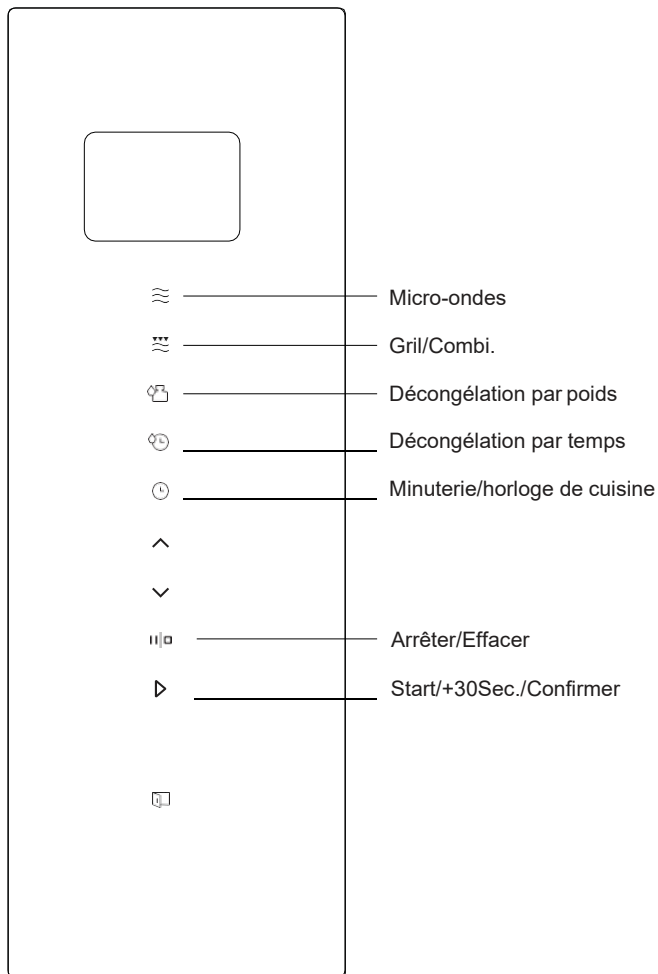 Micro-ondes
Gril/Combi.
Décongélation par poids
Décongélation par temps
Minuterie/horloge de cuisine
Arrêter/Effacer
Start/+30Sec./Confirmer